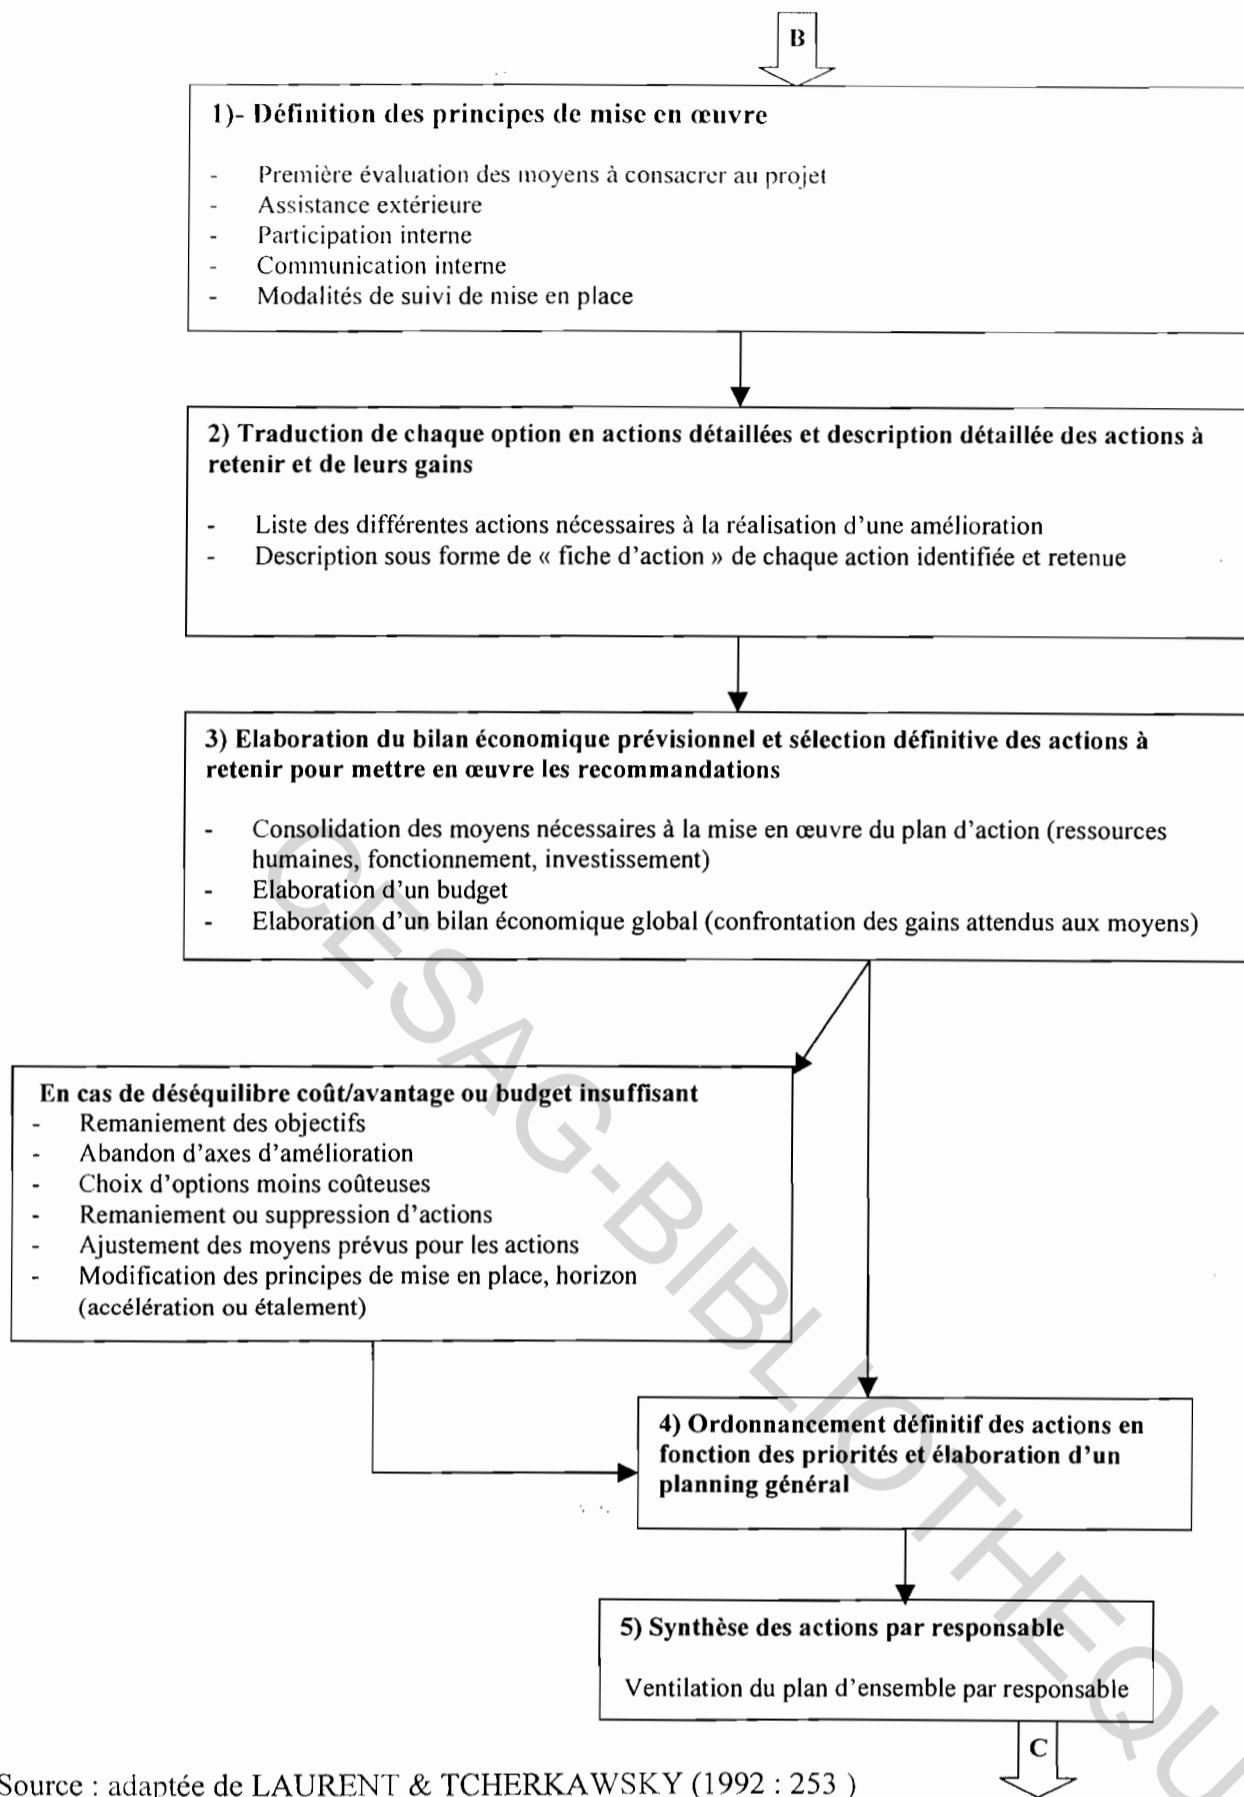 B
1)- Définition des principes de mise en œuvre
- Première évaluation des moyens à consacrer au projet
- Assistance extérieure
- Participation interne
- Communication interne
- Modalités de suivi de mise en place
2) Traduction de chaque option en actions détaillées et description détaillée des actions à
retenir et de leurs gains
- Liste des différentes actions nécessaires à la réalisation d'une amélioration
- Description sous forme de « fiche d'action » de chaque action identifiée et retenue
3) Elaboration du bilan économique prévisionnel et sélection définitive des actions à
retenir pour mettre en œuvre les recommandations
- Consolidation des moyens nécessaires à la mise en œuvre du plan d'action (ressources
humaines, fonctionnement, investissement)
- Elaboration d'un budget
- Elaboration d'un bilan économique global (confrontation des gains attendus aux moyens)
En cas de déséquilibre coût/avantage ou budget insuffisant
- Remaniement des objectifs
- Abandon d'axes d'amélioration
- Choix d'options moins coûteuses
- Remaniement ou suppression d'actions
- Ajustement des moyens prévus pour les actions
- Modification des principes de mise en place, horizon
(accélération ou étalement)
4) Ordonnancement définitif des actions en
fonction des priorités et élaboration d'un
planning général
5) Synthèse des actions par responsable
Ventilation du plan d'ensemble par responsable
C
Source : adaptée de LAURENT & TCHERKAWSKY (1992 : 253 )
CESAG-BIBLIOTHEQU